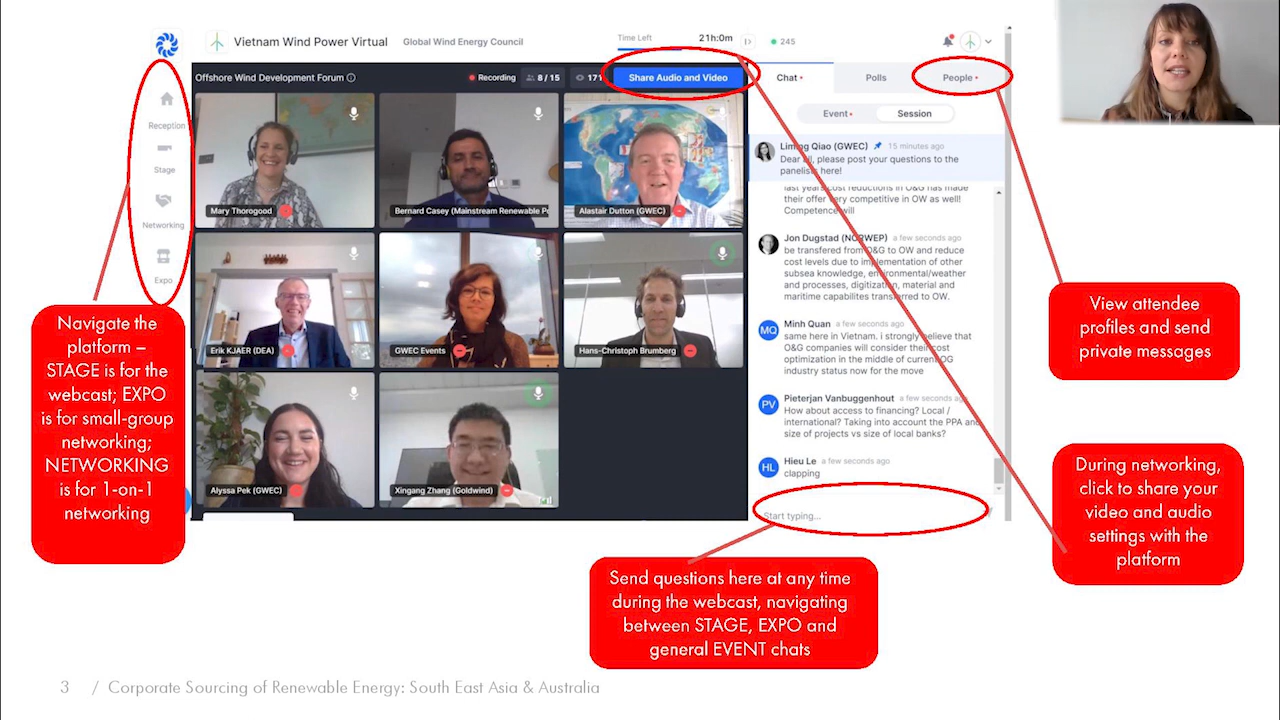 Vietnam Wind Power Virtual
Global Wind Energy Council
Time Left
21h:0m
245
Offshore Wind Development Forum
Recording
8 / 15
171
Share Audio and Video
Chat
Polls
People
Event
Session
Reception
Stage
Networking
Expo
Mary Thorogood
Bernard Casey (Mainstream Renewable P
Alastair Dutton (GWEC)
Erik KJAER (DEA)
GWEC Events
Hans-Christoph Brumberg
Alyssa Pek (GWEC)
Xingang Zhang (Goldwind)
Liming Qiao (GWEC) 15 minutes ago
Dear all, please post your questions to the
panelists here!
last years cost reductions in O&G has made
their offer very competitive in OW as well!
Competence will
Jon Dugstad (NORWEP) a few seconds ago
be transfered from O&G to OW and reduce
cost levels due to implementation of other
subsea knowledge, environmental/weather
and processes, digitization, material and
maritime capabilites transferred to OW.
MQ
Minh Quan a few seconds ago
same here in Vietnam. i strongly believe that
O&G companies will consider their cost
optimization in the middle of current OG
industry status now for the move
PV
Pieterjan Vanbuggenhout a few seconds ago
How about access to financing? Local /
international? Taking into account the PPA and
size of projects vs size of local banks?
HL
Hieu Le a few seconds ago
clapping
Start typing...
Navigate the
platform –
STAGE is for the
webcast; EXPO
is for small-group
networking;
NETWORKING
is for 1-on-1
networking
View attendee
profiles and send
private messages
During networking,
click to share your
video and audio
settings with the
platform
Send questions here at any time
during the webcast, navigating
between STAGE, EXPO and
general EVENT chats
3 / Corporate Sourcing of Renewable Energy: South East Asia & Australia